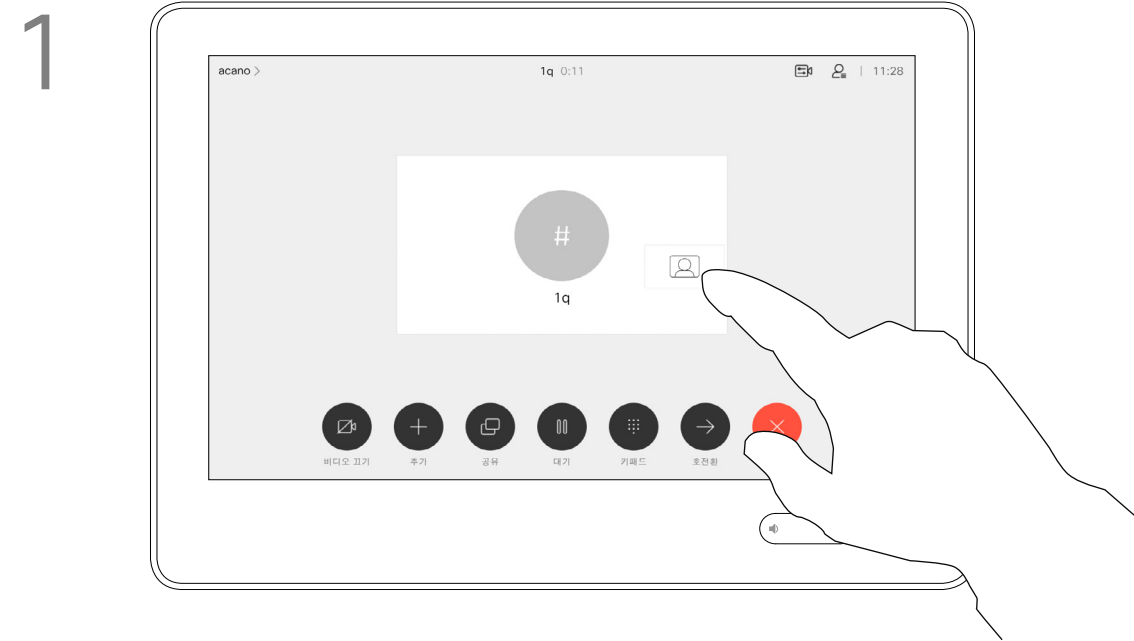 1
acano >
1q 0:11
11:28
#
1q
비디오 끄기
추가
공유
대기
키패드
호전환